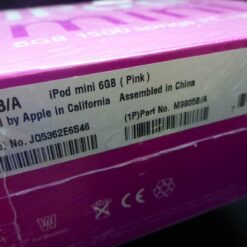 mini
6GB 1500
B/A iPod mini 6GB ( Pink )
d by Apple in California Assembled in China
No. JQ5362E6S46 (1P)Part No. M9805B/A